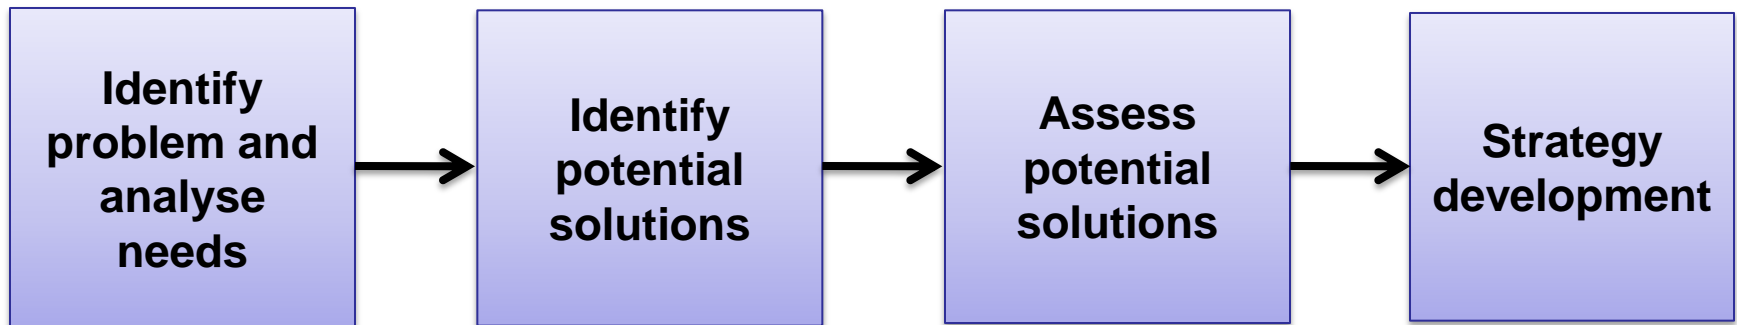 Identify
problem and
analyse
needs
Identify
potential
solutions
Assess
potential
solutions
Strategy
development